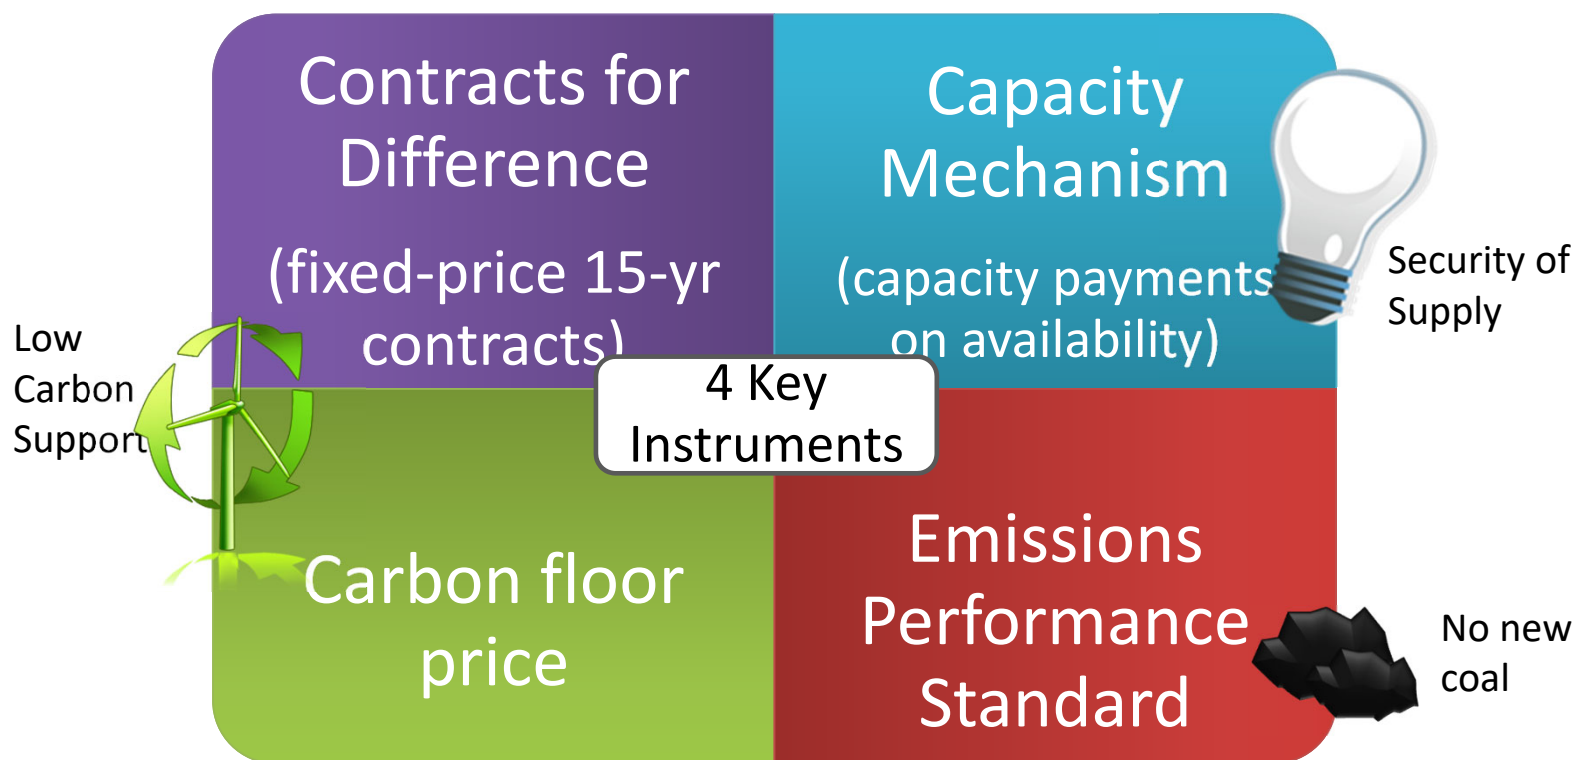 Contracts for
Difference
(fixed-price 15-yr
contracts)
Capacity
Mechanism
(capacity payments
on availability)
Security of
Supply
Low
Carbon
Support
4 Key
Instruments
Carbon floor
price
Emissions
Performance
Standard
No new
coal